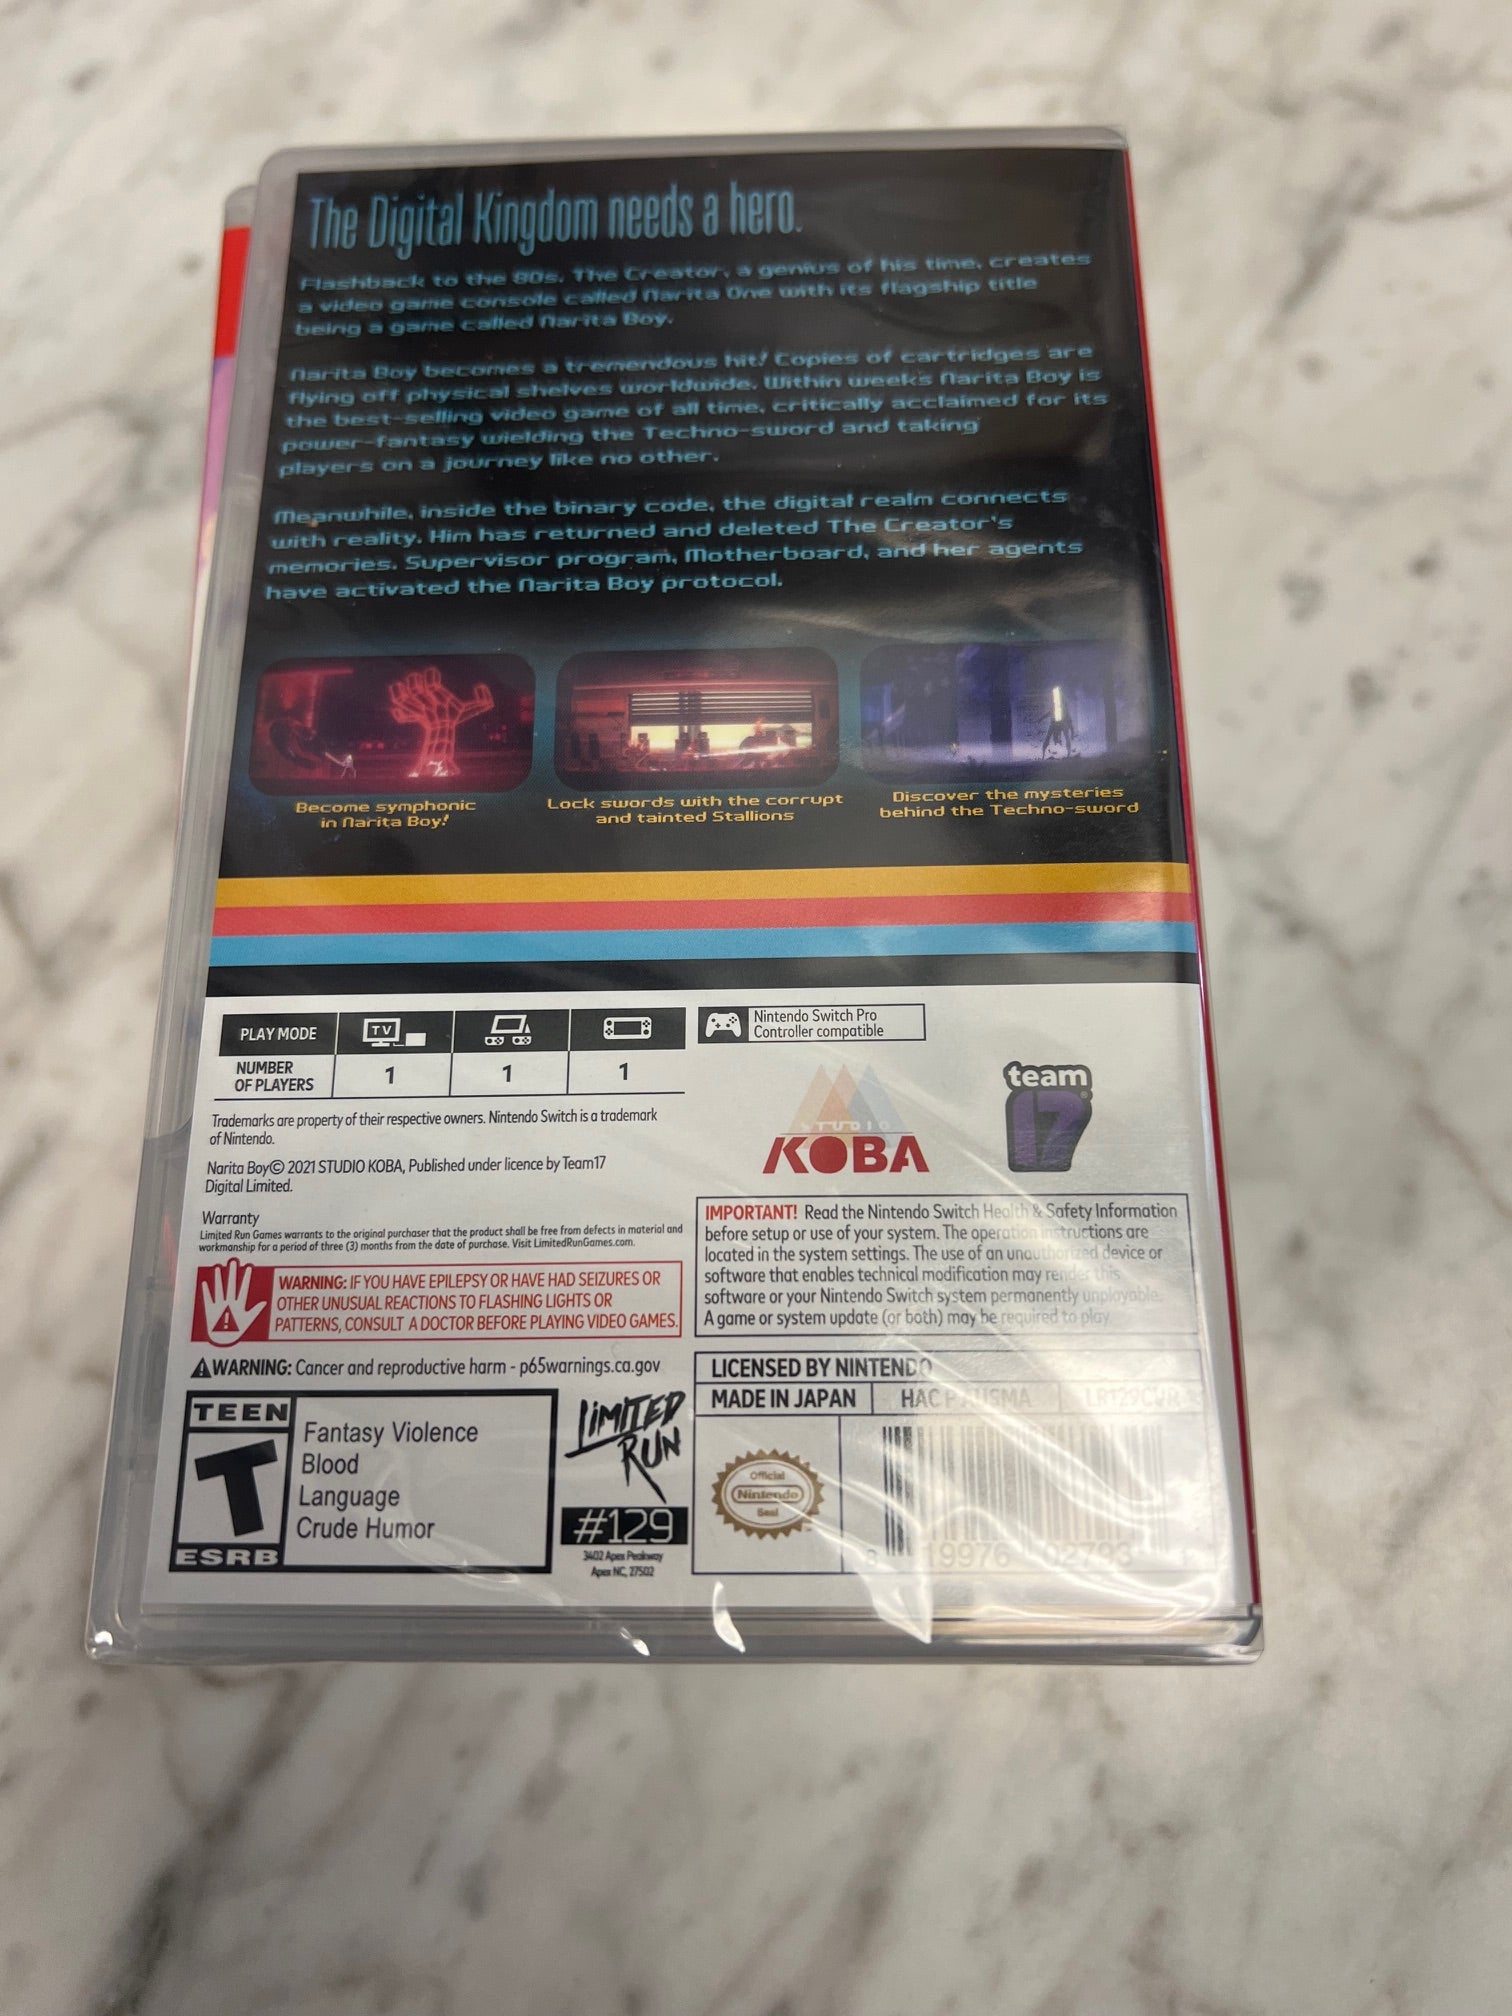 The Digital Kingdom needs a hero.
Flashback to the 80s. The Creator, a genius of his time, creates
a video game console called Narita One with its flagship title
being a game called Narita Boy.
Narita Boy becomes a tremendous hit! Copies of cartridges are
flying off physical shelves worldwide. Within weeks Narita Boy is
the best-selling video game of all time, critically acclaimed for its
power-fantasy wielding the Techno-sword and taking
players on a journey like no other.
Meanwhile, inside the binary code, the digital realm connects
with reality. Him has returned and deleted The Creator's
memories. Supervisor program, Motherboard, and her agents
have activated the Narita Boy protocol.
Become symphonic
in Narita Boy!
Lock swords with the corrupt
and tainted Stallions
Discover the mysteries
behind the Techno-sword
PLAY MODE
TV
NUMBER
OF PLAYERS
1
1
1
Nintendo Switch Pro
Controller compatible
Trademarks are property of their respective owners. Nintendo Switch is a trademark
of Nintendo.
Narita Boy© 2021 STUDIO KOBA, Published under licence by Team17
Digital Limited.
STUDIO
KOBA
team
17
Warranty
Limited Run Games warrants to the original purchaser that the product shall be free from defects in material and
workmanship for a period of three (3) months from the date of purchase. Visit LimitedRunGames.com.
WARNING: IF YOU HAVE EPILEPSY OR HAVE HAD SEIZURES OR
OTHER UNUSUAL REACTIONS TO FLASHING LIGHTS OR
PATTERNS, CONSULT A DOCTOR BEFORE PLAYING VIDEO GAMES.
WARNING: Cancer and reproductive harm - p65warnings.ca.gov
IMPORTANT! Read the Nintendo Switch Health & Safety Information
before setup or use of your system. The operation instructions are
located in the system settings. The use of an unauthorized device or
software that enables technical modification may render this
software or your Nintendo Switch system permanently unplayable.
A game or system update (or both) may be required to play
LICENSED BY NINTENDO
MADE IN JAPAN
HAC P
TEEN
T
ESRB
Fantasy Violence
Blood
Language
Crude Humor
LIMITED
RUN
#129
3402 Apex Peakway
Apex NC, 27502
Official
Nintendo
Seal
8 19976